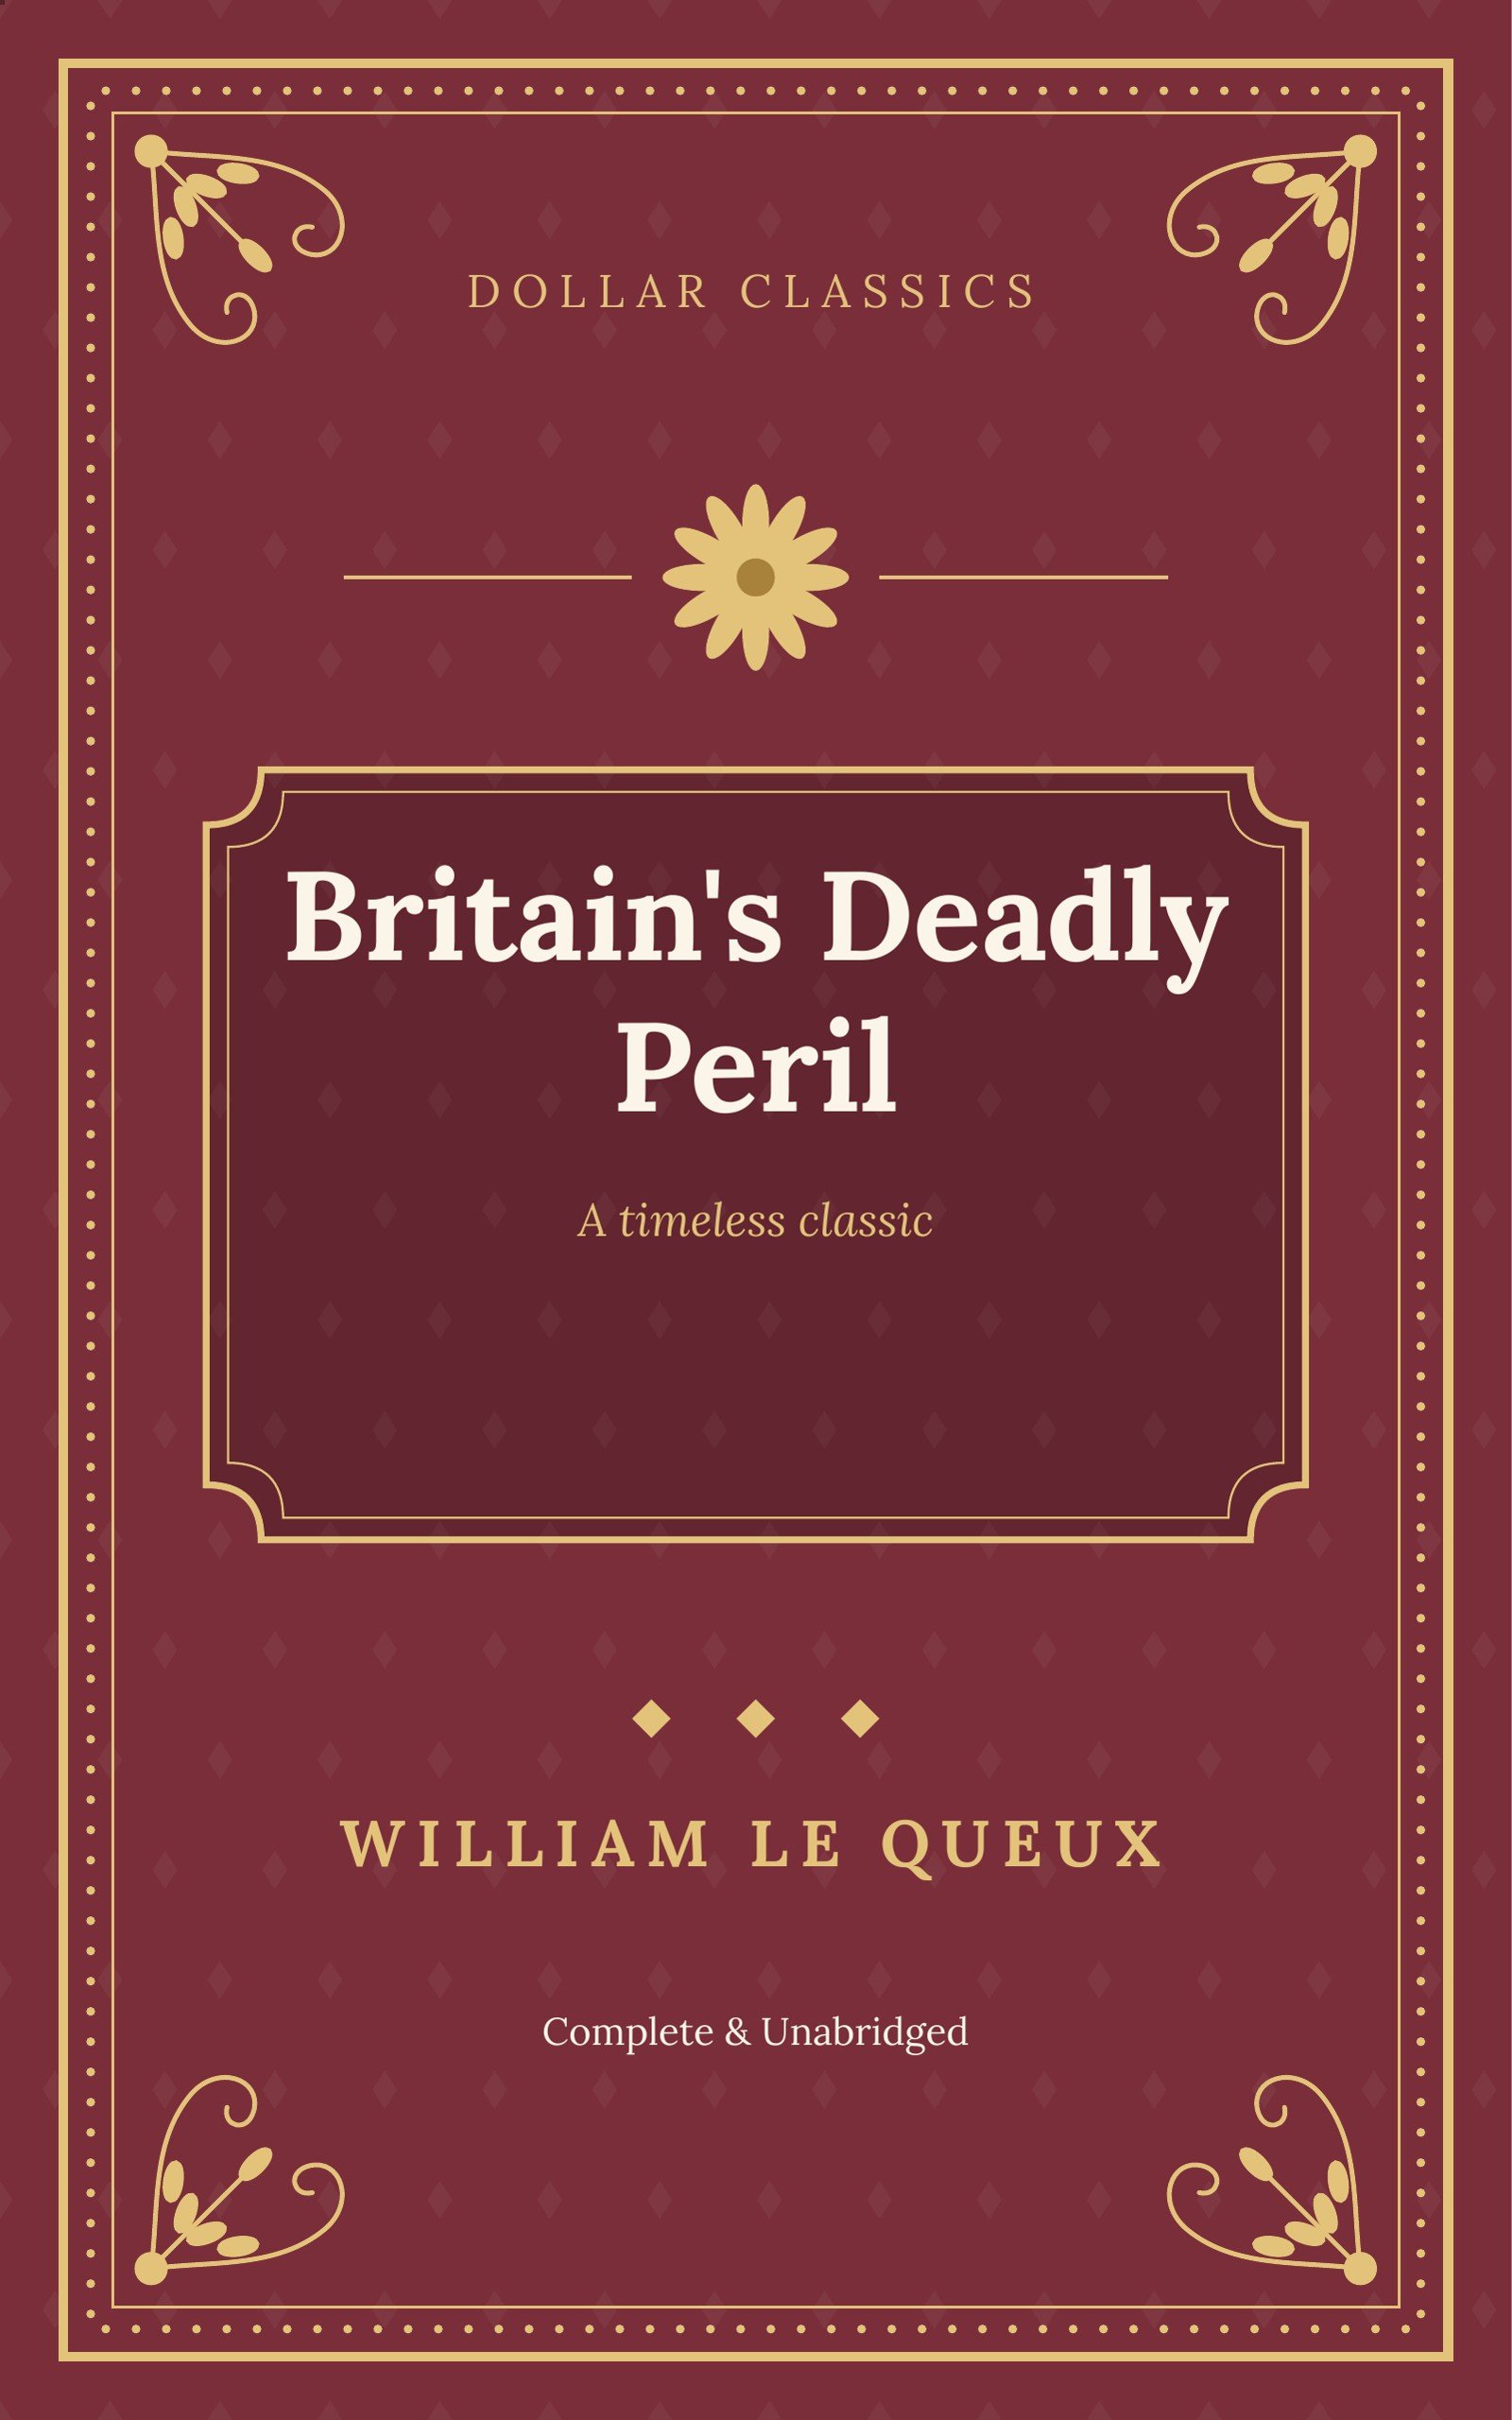 DOLLAR CLASSICS
Britain's Deadly
Peril
A timeless classic
WILLIAM LE QUEUX
Complete & Unabridged